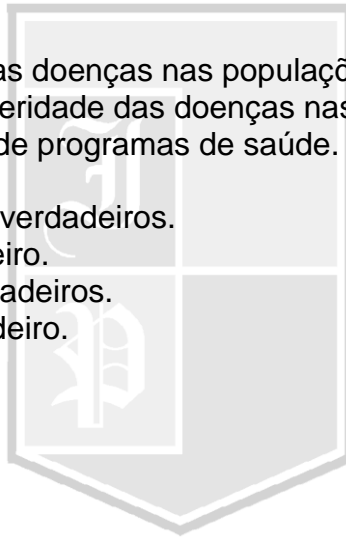 as doenças nas populaçõ
eridade das doenças nas
de programas de saúde.
verdadeiros.
eiro.
adeiros.
deiro.
I
P